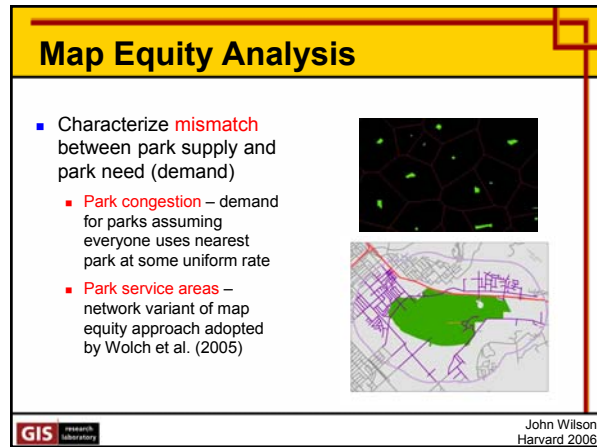 Map Equity Analysis
Characterize mismatch
between park supply and
park need (demand)
Park congestion – demand
for parks assuming
everyone uses nearest
park at some uniform rate
Park service areas –
network variant of map
equity approach adopted
by Wolch et al. (2005)
GIS research
laboratory
John Wilson
Harvard 2006